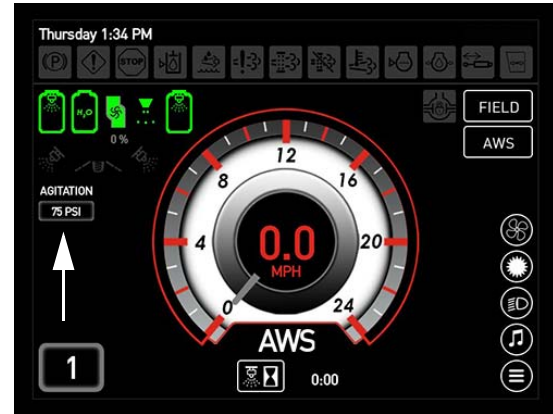 Thursday 1:34 PM
(P)
STOP
FIELD
H₂O
0 %
AWS
AGITATION
75 PSI
12
8
16
4
20
0.0
MPH
0
24
AWS
1
0:00